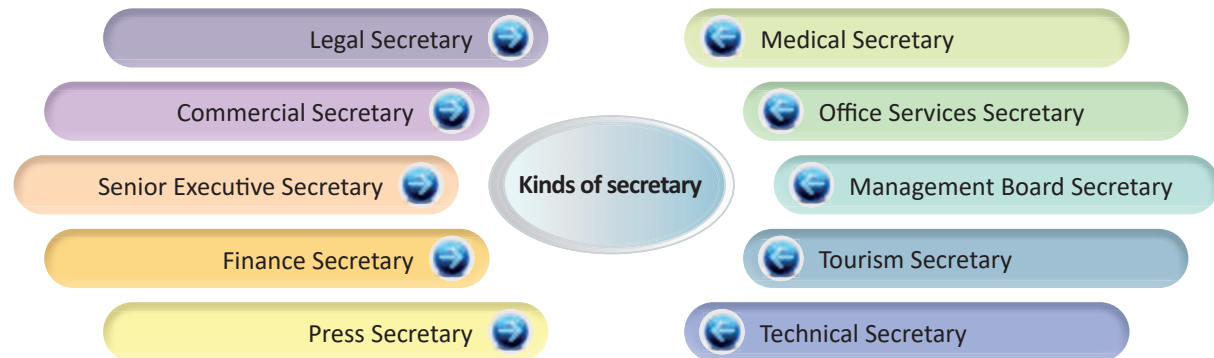 Legal Secretary
Commercial Secretary
Senior Executive Secretary
Finance Secretary
Press Secretary
Kinds of secretary
Medical Secretary
Office Services Secretary
Management Board Secretary
Tourism Secretary
Technical Secretary